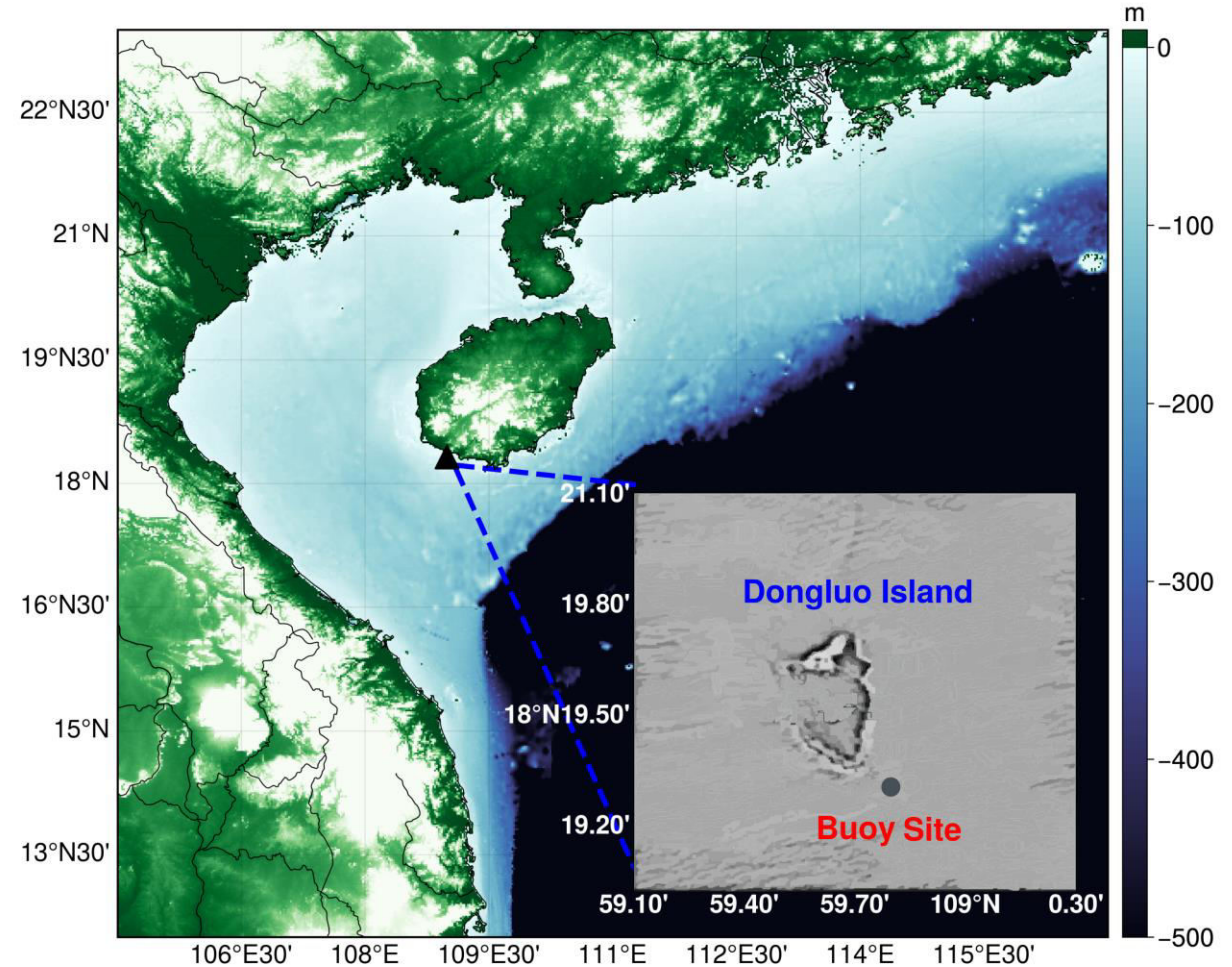 m
0
22°N30'
−100
21°N
19°N30'
−200
18°N
21.10'
−300
Dongluo Island
19.80'
16°N30'
18°N19.50'
15°N
−400
19.20'
Buoy Site
13°N30'
59.10' 59.40' 59.70' 109°N 0.30'
−500
106°E30' 108°E 109°E30' 111°E 112°E30' 114°E 115°E30'